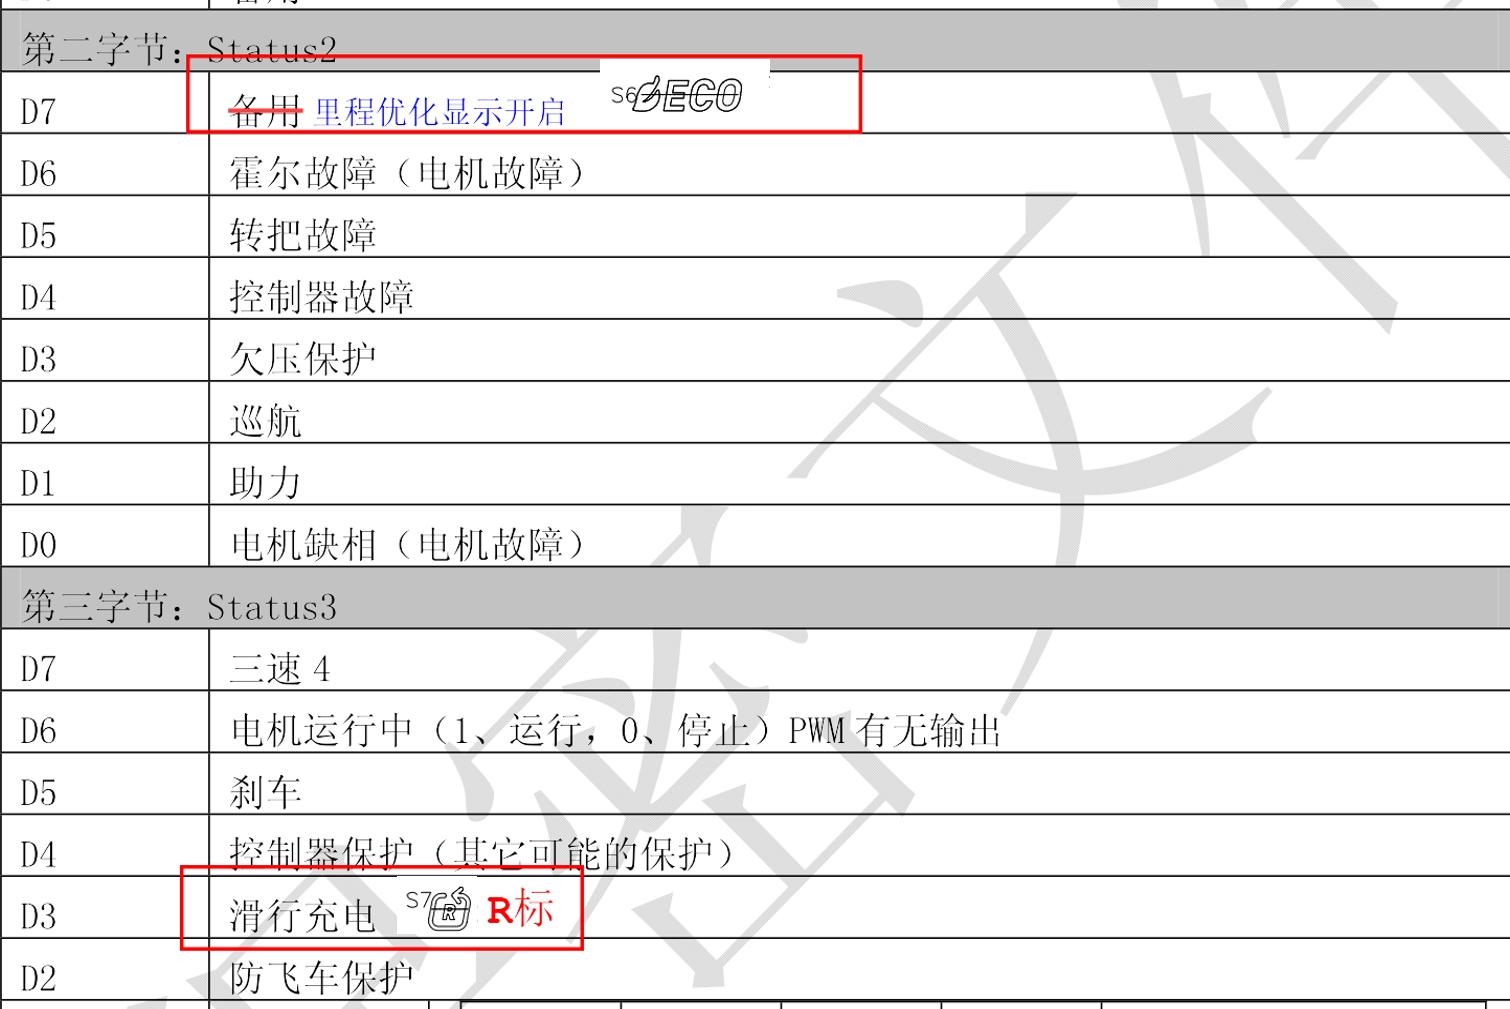 第二字节：Status2
D7 备用 里程优化显示开启 S6 ECO
D6 霍尔故障（电机故障）
D5 转把故障
D4 控制器故障
D3 欠压保护
D2 巡航
D1 助力
D0 电机缺相（电机故障）
第三字节：Status3
D7 三速 4
D6 电机运行中（1、运行，0、停止）PWM 有无输出
D5 刹车
D4 控制器保护（其它可能的保护）
D3 滑行充电 S7 R R标
D2 防飞车保护